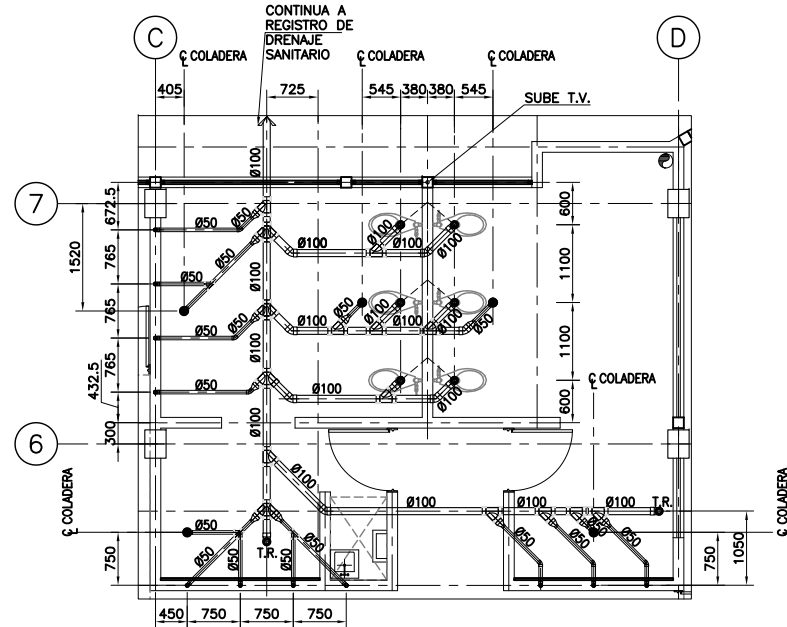 CONTINUA A
REGISTRO DE
DRENAJE
SANITARIO
C
D
℄ COLADERA
℄ COLADERA
℄ COLADERA
405
725
545
380
380
545
SUBE T.V.
Ø100
7
672.5
600
Ø50
Ø50
Ø100
Ø100
Ø100
Ø100
Ø100
1520
765
Ø50
Ø50
Ø100
1100
765
Ø50
Ø50
Ø100
Ø50
Ø100
Ø100
Ø100
Ø100
Ø50
765
Ø100
1100
432.5
Ø50
Ø100
Ø100
Ø100
℄ COLADERA
600
300
Ø100
6
Ø100
Ø100
Ø100
Ø100
T.R.
℄ COLADERA
Ø50
T.R.
Ø50
Ø50
Ø50
Ø50
Ø50
Ø50
Ø50
Ø50
Ø50
℄ COLADERA
750
750
1050
450
750
750
750